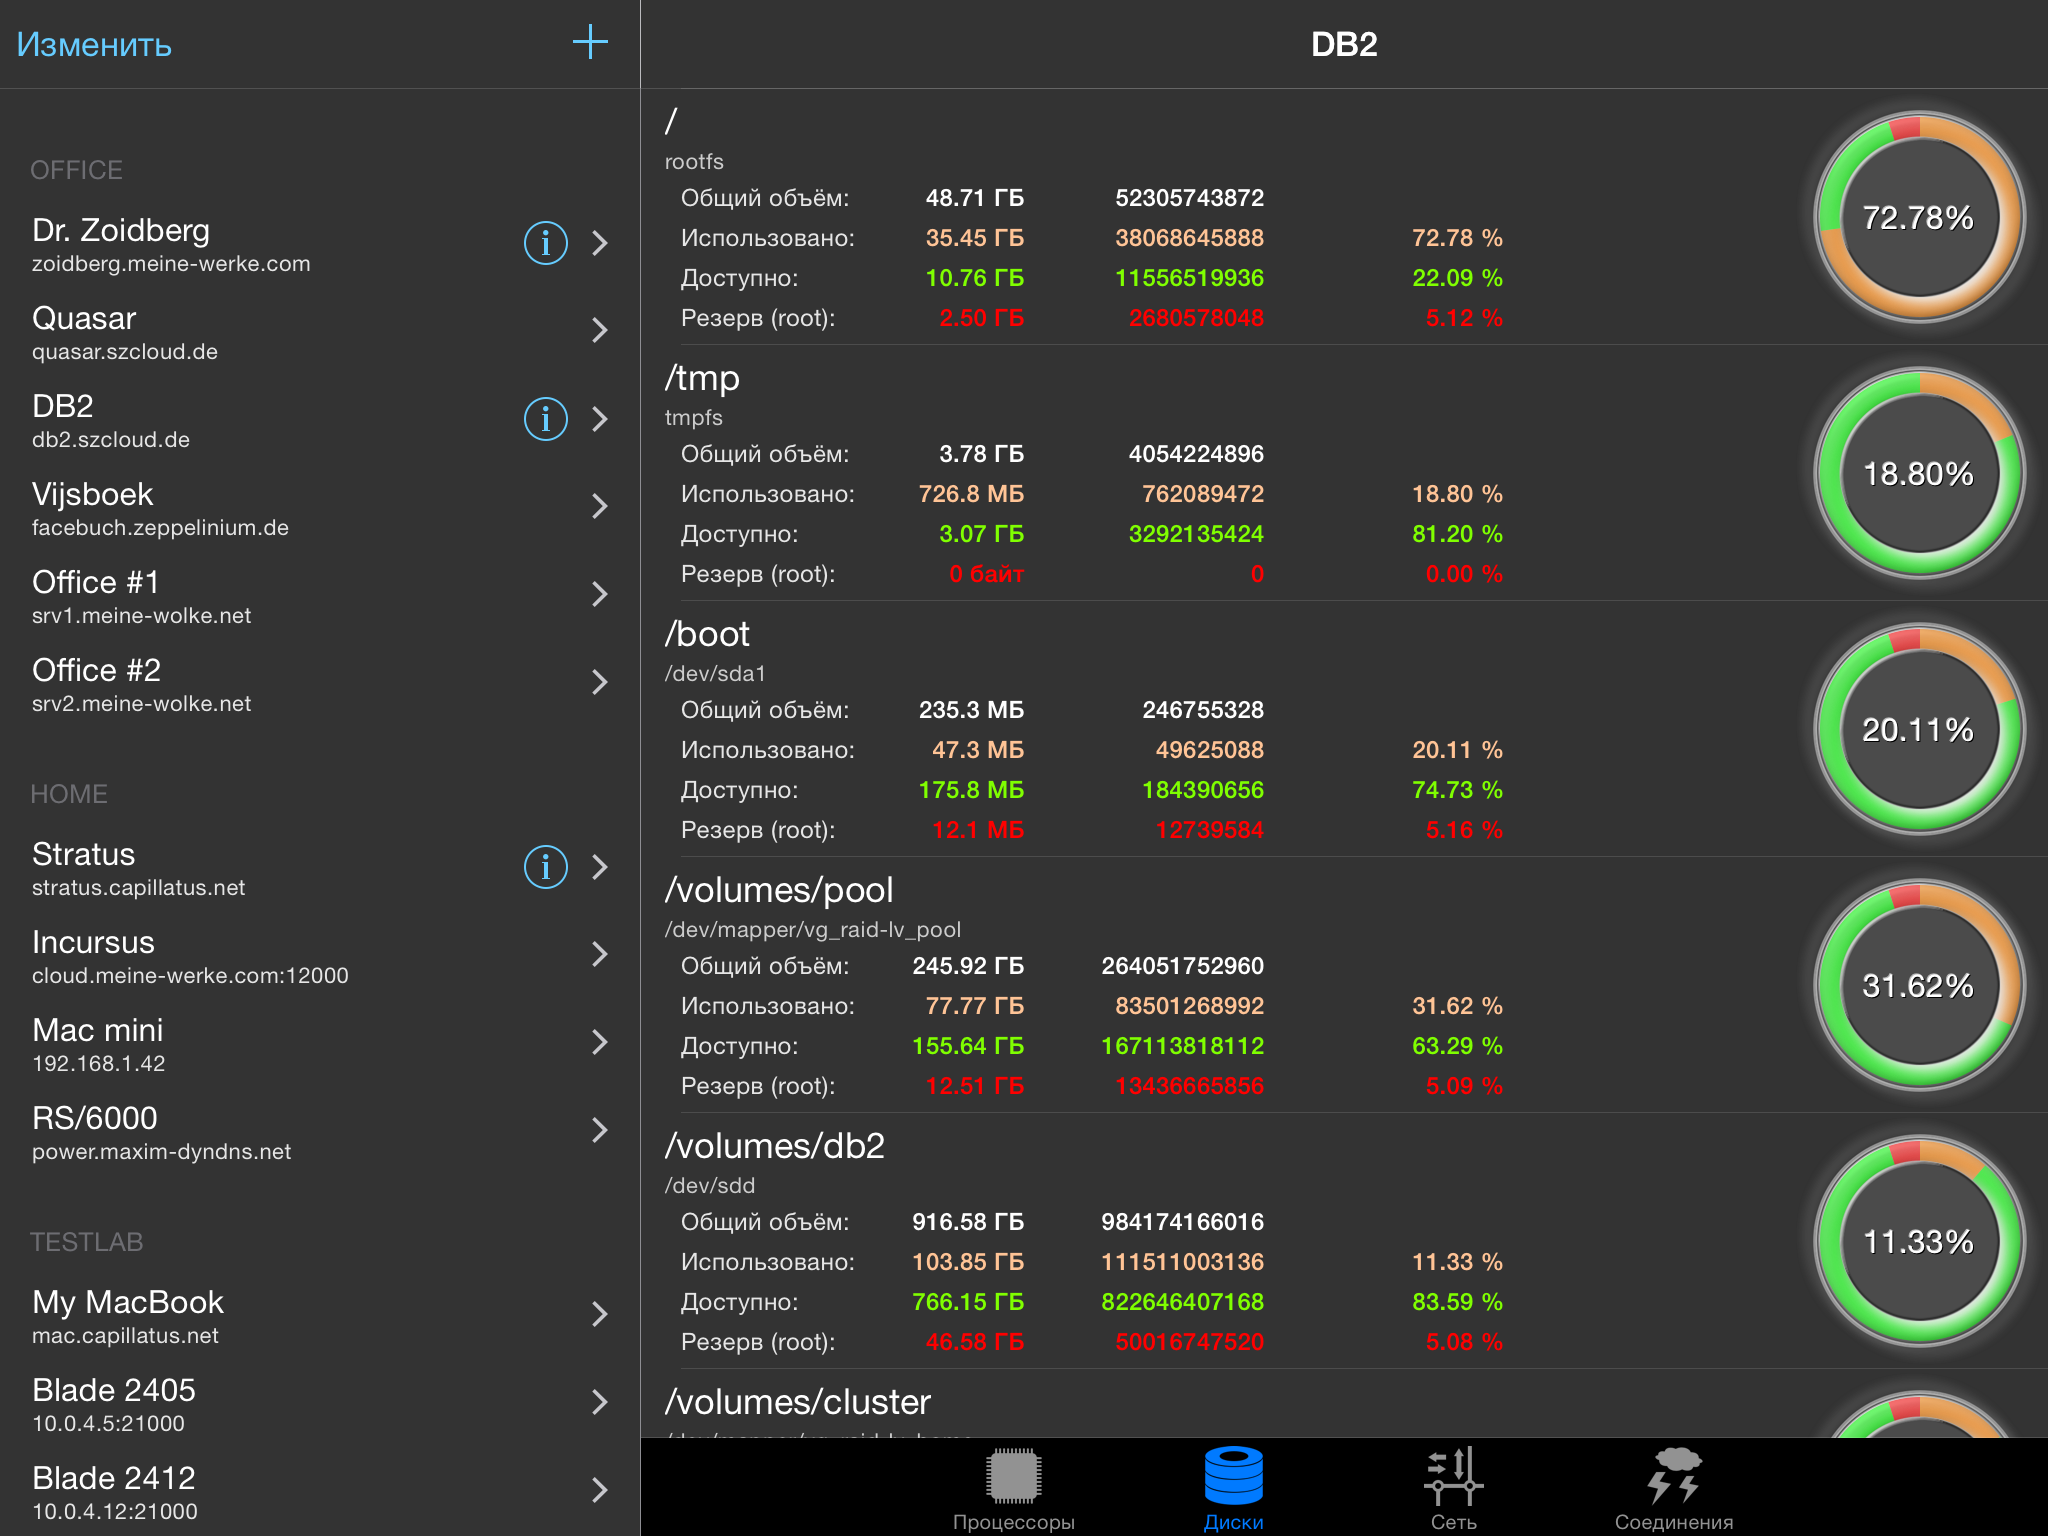 Изменить
OFFICE
Dr. Zoidberg
zoidberg.meine-werke.com
Quasar
quasar.szcloud.de
DB2
db2.szcloud.de
Vijsboek
facebuch.zeppelinium.de
Office #1
srv1.meine-wolke.net
Office #2
srv2.meine-wolke.net
HOME
Stratus
stratus.capillatus.net
Incursus
cloud.meine-werke.com:12000
Mac mini
192.168.1.42
RS/6000
power.maxim-dyndns.net
TESTLAB
My MacBook
mac.capillatus.net
Blade 2405
10.0.4.5:21000
Blade 2412
10.0.4.12:21000
DB2
/
rootfs
Общий объём: 48.71 ГБ 52305743872
Использовано: 35.45 ГБ 38068645888 72.78 %
Доступно: 10.76 ГБ 11556519936 22.09 %
Резерв (root): 2.50 ГБ 2680578048 5.12 %
72.78%
/tmp
tmpfs
Общий объём: 3.78 ГБ 4054224896
Использовано: 726.8 МБ 762089472 18.80 %
Доступно: 3.07 ГБ 3292135424 81.20 %
Резерв (root): 0 байт 0 0.00 %
18.80%
/boot
/dev/sda1
Общий объём: 235.3 МБ 246755328
Использовано: 47.3 МБ 49625088 20.11 %
Доступно: 175.8 МБ 184390656 74.73 %
Резерв (root): 12.1 МБ 12739584 5.16 %
20.11%
/volumes/pool
/dev/mapper/vg_raid-lv_pool
Общий объём: 245.92 ГБ 264051752960
Использовано: 77.77 ГБ 83501268992 31.62 %
Доступно: 155.64 ГБ 167113818112 63.29 %
Резерв (root): 12.51 ГБ 13436665856 5.09 %
31.62%
/volumes/db2
/dev/sdd
Общий объём: 916.58 ГБ 984174166016
Использовано: 103.85 ГБ 111511003136 11.33 %
Доступно: 766.15 ГБ 822646407168 83.59 %
Резерв (root): 46.58 ГБ 50016747520 5.08 %
11.33%
/volumes/cluster
Процессоры
Диски
Сеть
Соединения